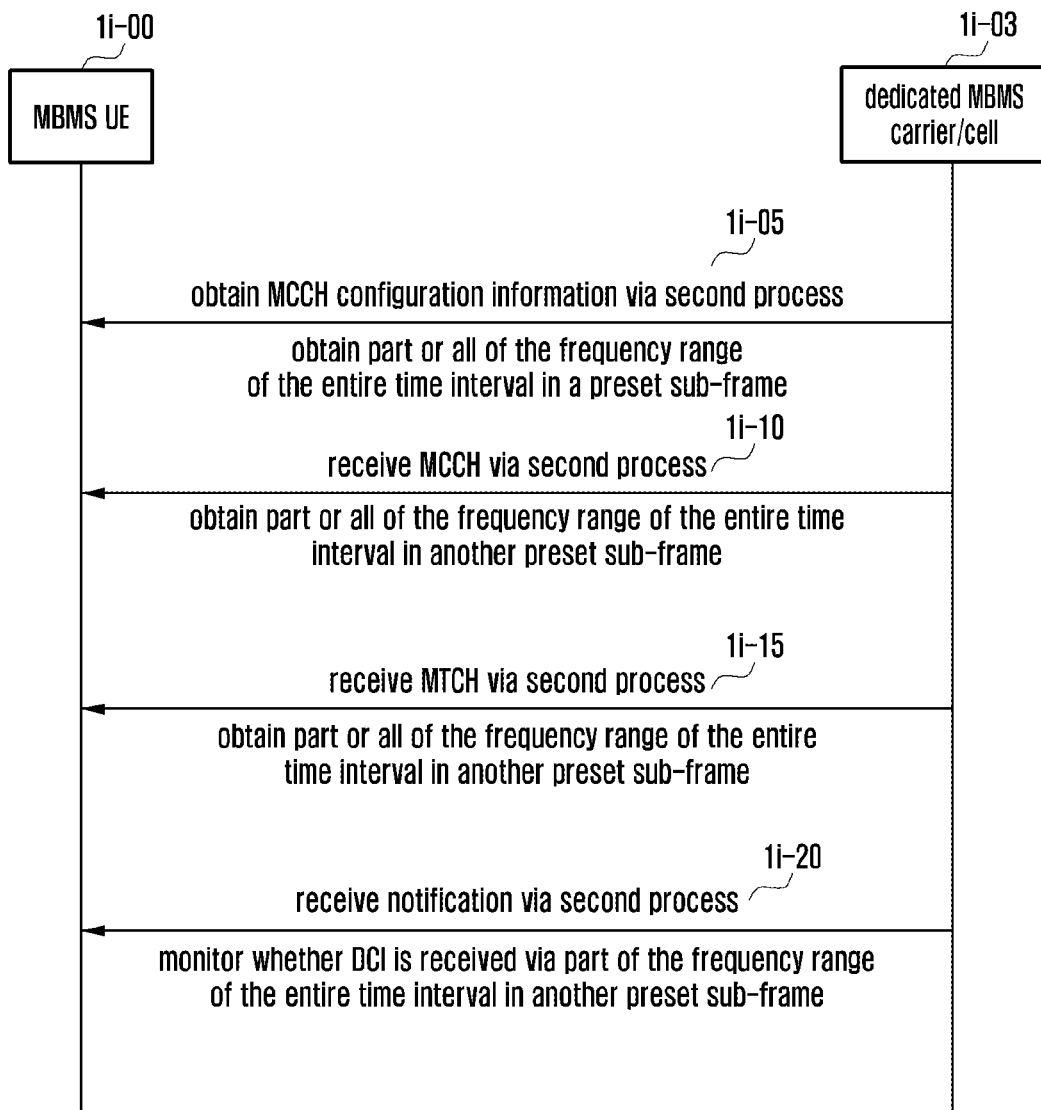 1i-00
1i-03
MBMS UE
dedicated MBMS
carrier/cell
1i-05
obtain MCCH configuration information via second process
obtain part or all of the frequency range
of the entire time interval in a preset sub-frame
1i-10
receive MCCH via second process
obtain part or all of the frequency range of the entire time
interval in another preset sub-frame
1i-15
receive MTCH via second process
obtain part or all of the frequency range of the entire
time interval in another preset sub-frame
1i-20
receive notification via second process
monitor whether DCI is received via part of the frequency range
of the entire time interval in another preset sub-frame